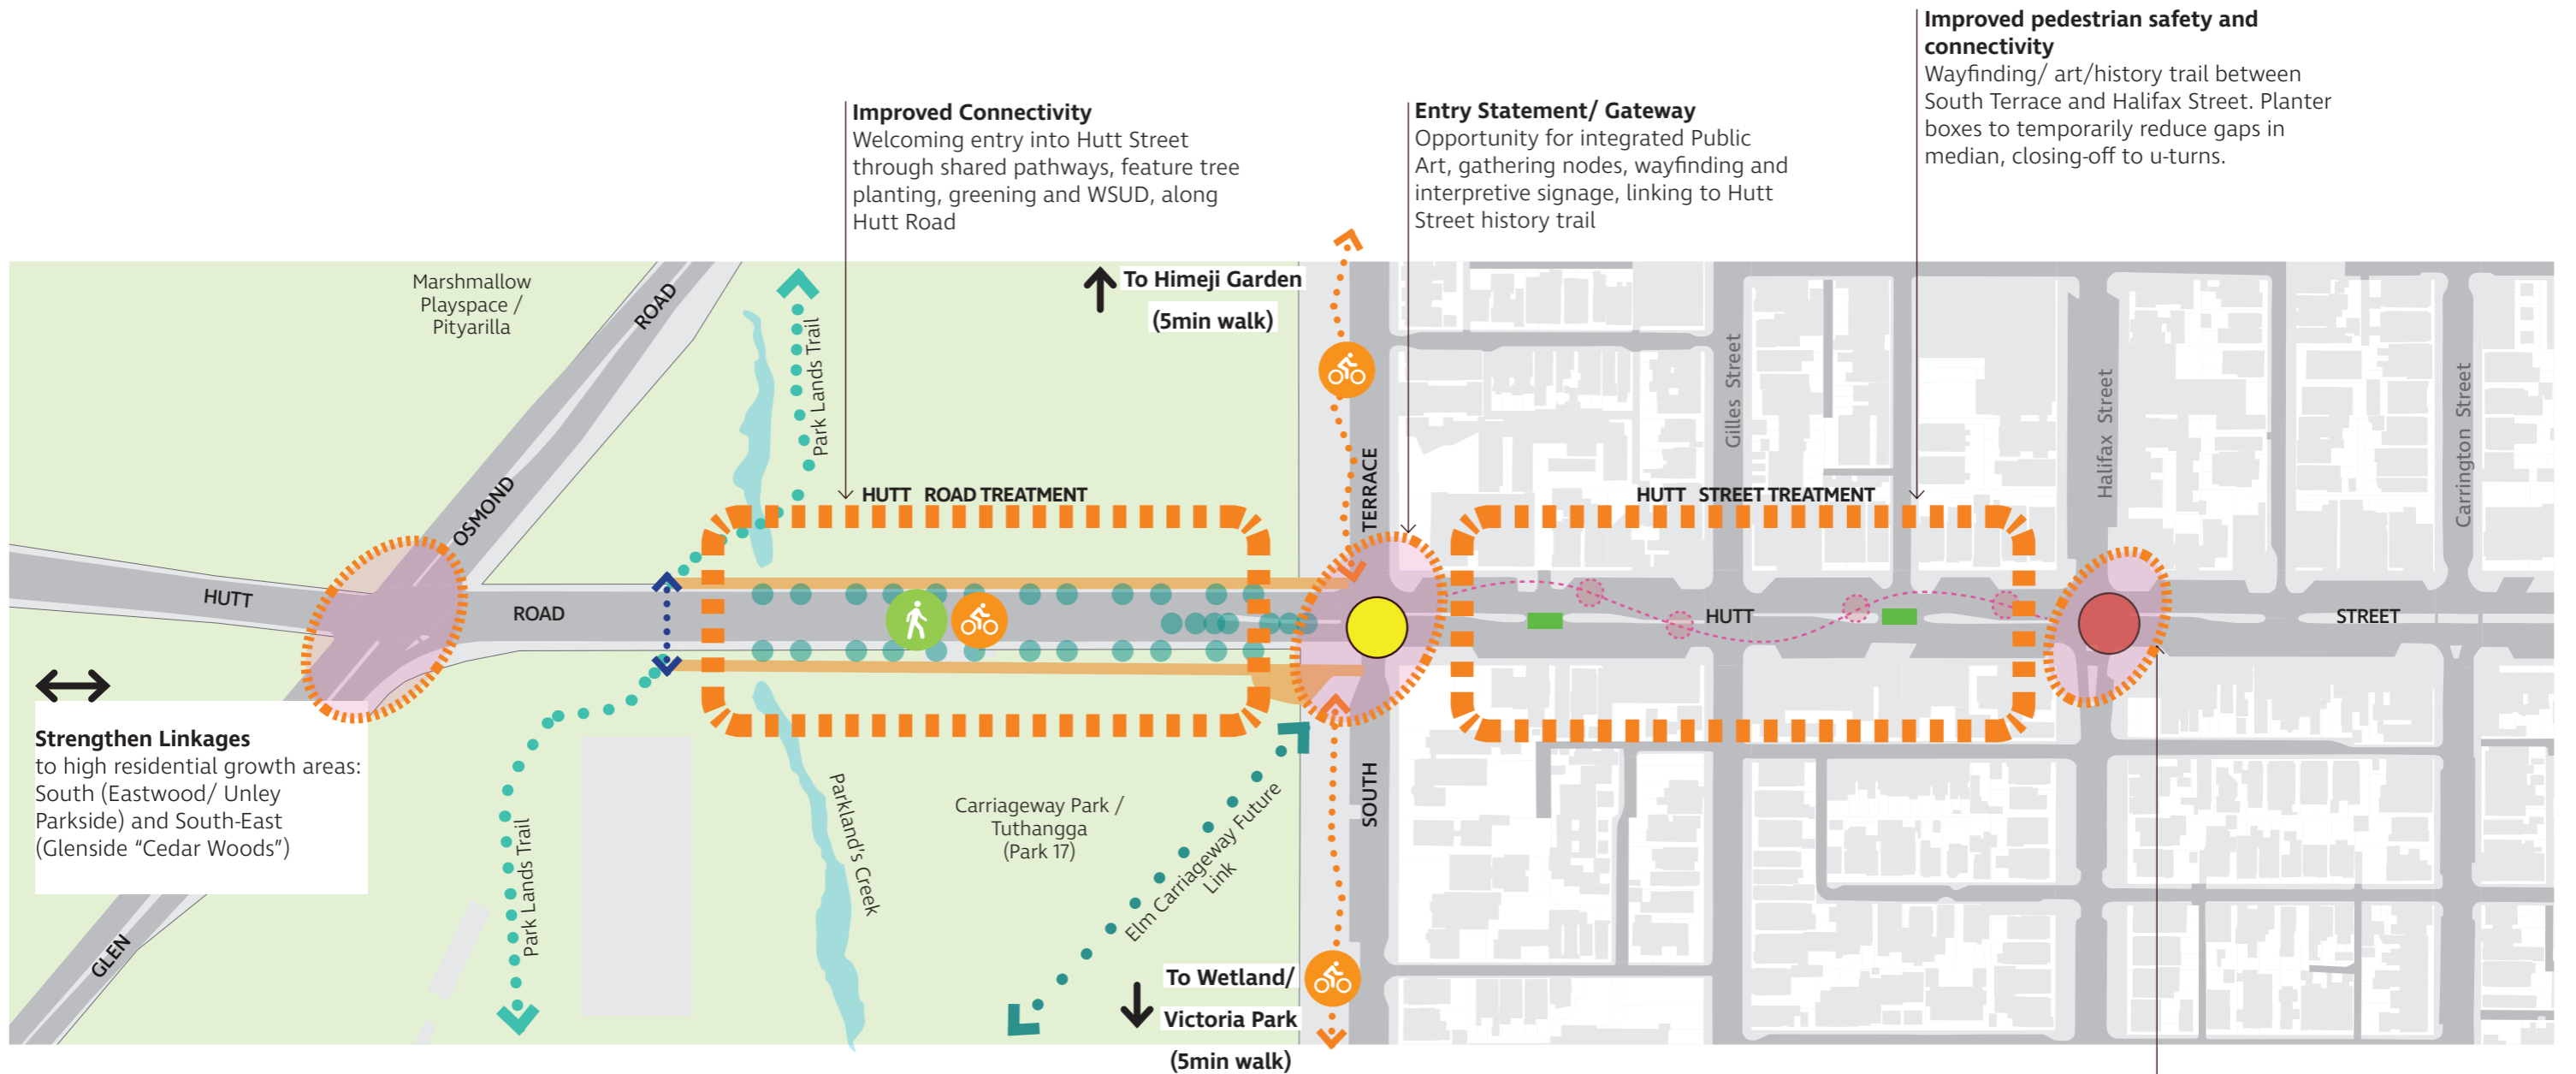 Improved pedestrian safety and
connectivity
Wayfinding/ art/history trail between
South Terrace and Halifax Street. Planter
boxes to temporarily reduce gaps in
median, closing-off to u-turns.
Improved Connectivity
Welcoming entry into Hutt Street
through shared pathways, feature tree
planting, greening and WSUD, along
Hutt Road
Entry Statement/ Gateway
Opportunity for integrated Public
Art, gathering nodes, wayfinding and
interpretive signage, linking to Hutt
Street history trail
Marshmallow
Playspace /
Pityarilla
ROAD
OSMOND
Park Lands Trail
To Himeji Garden
(5min walk)
TERRACE
Gilles Street
Halifax Street
Carrington Street
HUTT ROAD TREATMENT
HUTT STREET TREATMENT
HUTT
ROAD
HUTT
STREET
Strengthen Linkages
to high residential growth areas:
South (Eastwood/ Unley
Parkside) and South-East
(Glenside “Cedar Woods”)
GLEN
Park Lands Trail
Parkland's Creek
Carriageway Park /
Tuthangga
(Park 17)
Elm Carriageway Future
Link
SOUTH
To Wetland/
Victoria Park
(5min walk)